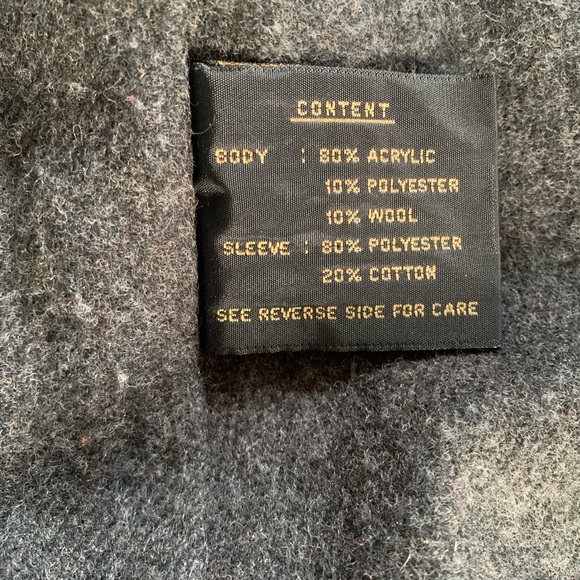 CONTENT
BODY : 80% ACRYLIC
10% POLYESTER
10% WOOL
SLEEVE : 80% POLYESTER
20% COTTON
SEE REVERSE SIDE FOR CARE